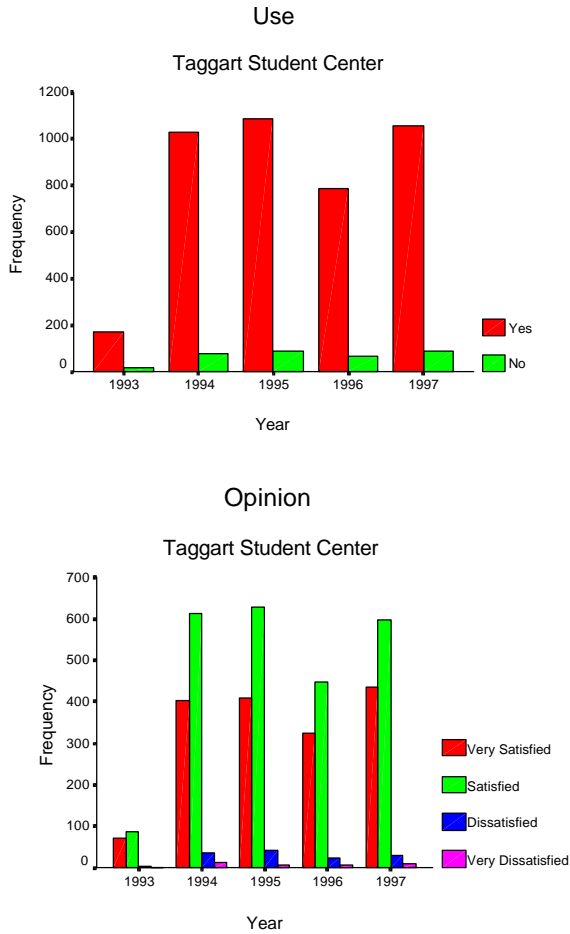 Use
Taggart Student Center
1200
1000
800
600
400
200
0
Frequency
1993
1994
1995
1996
1997
Year
Yes
No
Opinion
Taggart Student Center
700
600
500
400
300
200
100
0
Frequency
1993
1994
1995
1996
1997
Year
Very Satisfied
Satisfied
Dissatisfied
Very Dissatisfied